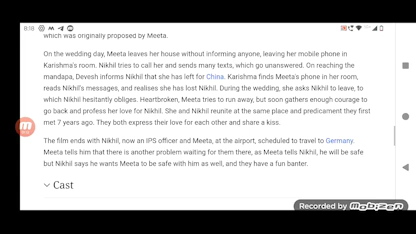 8:18
which was originally proposed by Meeta.
On the wedding day, Meeta leaves her house without informing anyone, leaving her mobile phone in
Karishma's room. Nikhil tries to call her and sends many texts, which go unanswered. On reaching the
mandapa, Devesh informs Nikhil that she has left for China. Karishma finds Meeta's phone in her room,
reads Nikhil's messages, and realises she has lost Nikhil. During the wedding, she asks Nikhil to leave, to
which Nikhil hesitantly obliges. Heartbroken, Meeta tries to run away, but soon gathers enough courage to
go back and profess her love for Nikhil. She and Nikhil reunite at the same place and predicament they first
met 7 years ago. They both express their love for each other and share a kiss.
The film ends with Nikhil, now an IPS officer and Meeta, at the airport, scheduled to travel to Germany.
Meeta tells him that there is another problem waiting for them there, as Meeta tells Nikhil, he will be safe
but Nikhil says he wants Meeta to be safe with him as well, and they have a fun banter.
Cast
Recorded by Mobizen